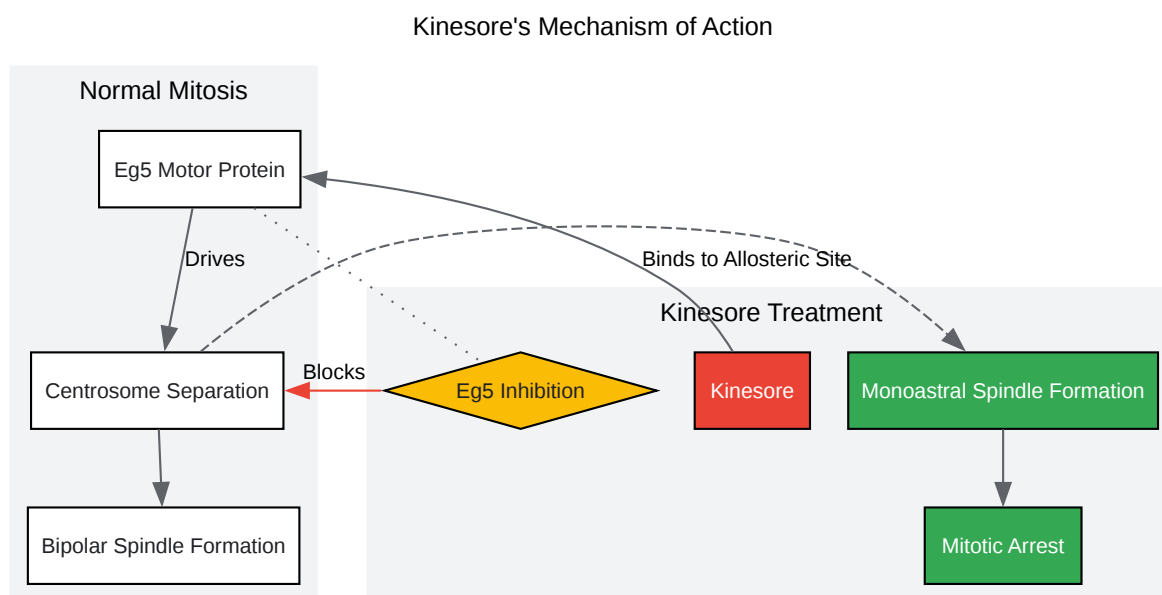 Kinesore's Mechanism of Action
Normal Mitosis
Eg5 Motor Protein
Drives
Binds to Allosteric Site
Kinesore Treatment
Centrosome Separation
Blocks
Eg5 Inhibition
Kinesore
Monoastral Spindle Formation
Bipolar Spindle Formation
Mitotic Arrest